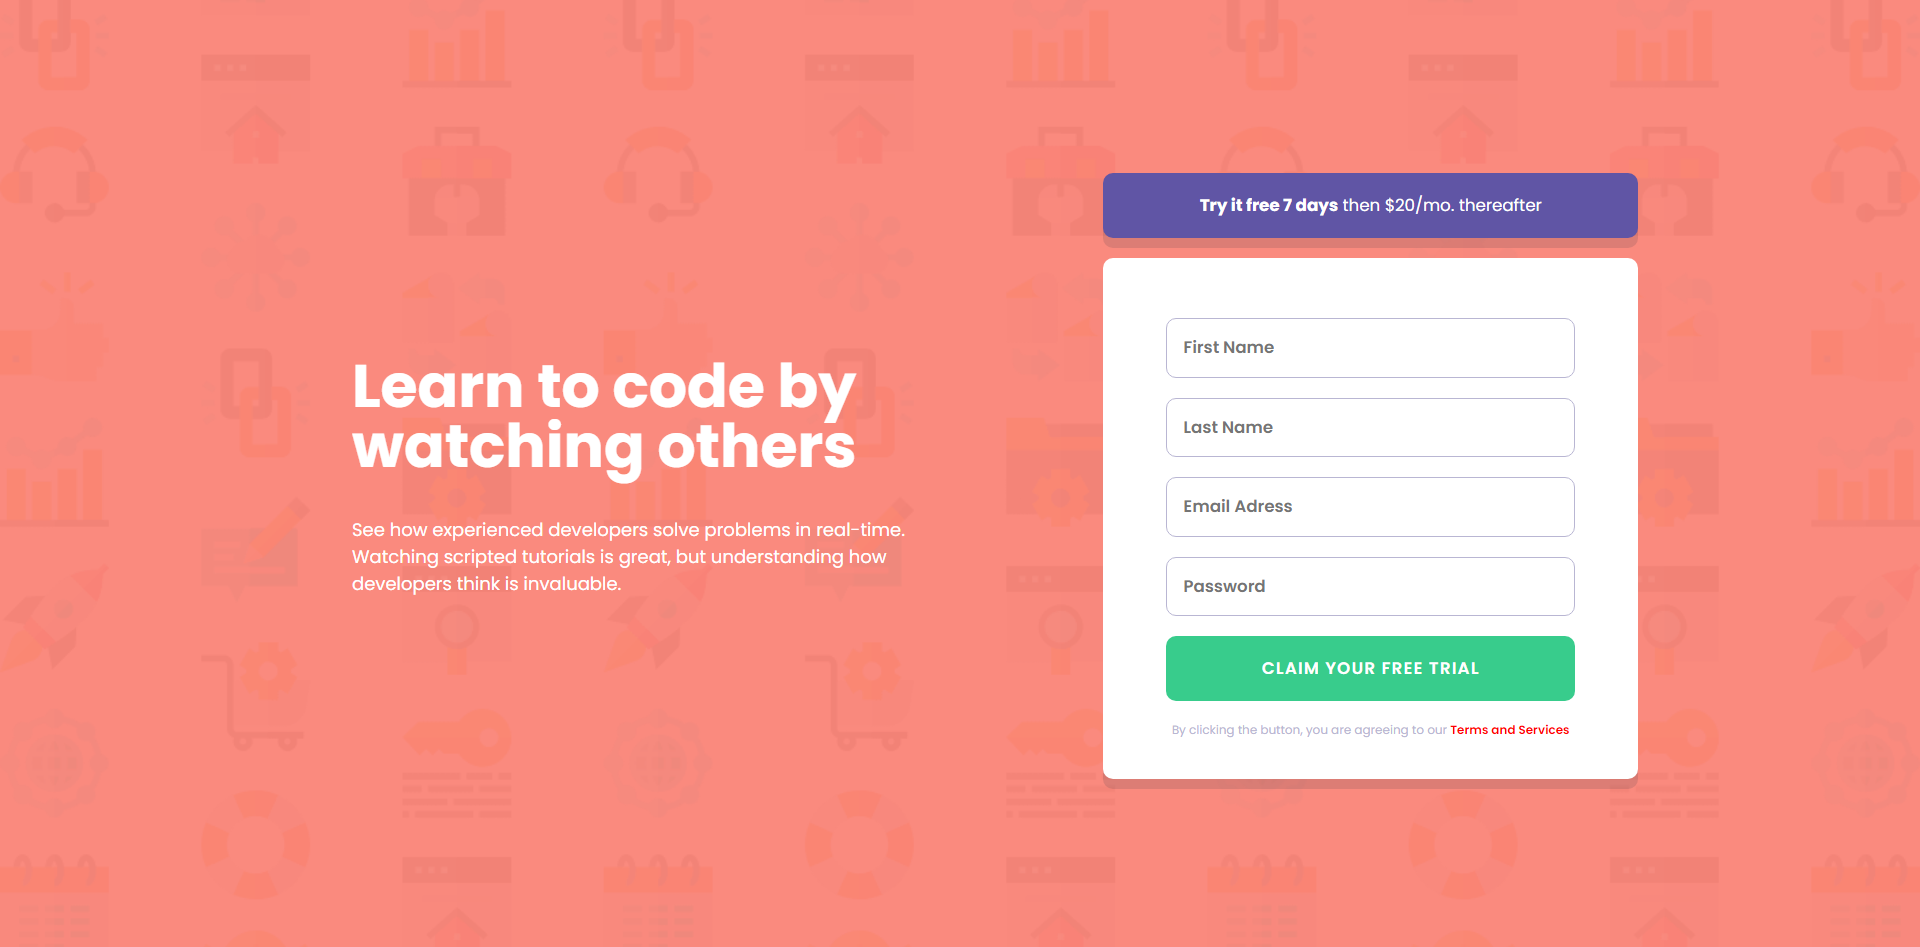 Learn to code by
watching others
See how experienced developers solve problems in real-time.
Watching scripted tutorials is great, but understanding how
developers think is invaluable.
Try it free 7 days then $20/mo. thereafter
First Name
Last Name
Email Adress
Password
CLAIM YOUR FREE TRIAL
By clicking the button, you are agreeing to our Terms and Services